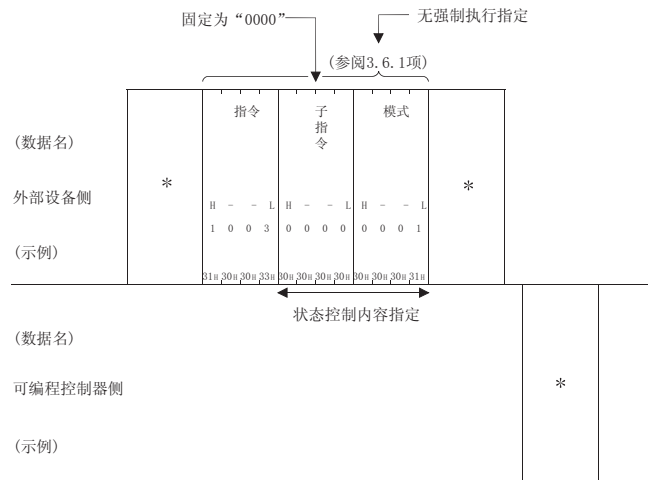 固定为“0000”
无强制执行指定
(参阅3.6.1项)
指令 子指令 模式
(数据名)
* *
外部设备侧
H - - L H - - L H - - L
1 0 0 3 0 0 0 0 0 0 0 1
(示例)
31H 30H 30H 33H 30H 30H 30H 30H 30H 30H 30H 31H
状态控制内容指定
(数据名)
可编程控制器侧 *
(示例)